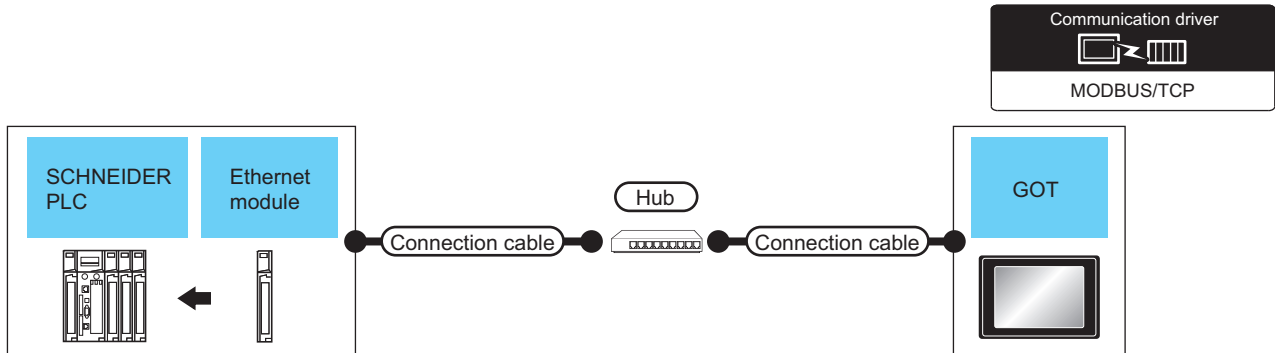 Communication driver
MODBUS/TCP
SCHNEIDER
PLC
Ethernet
module
Hub
GOT
Connection cable
Connection cable